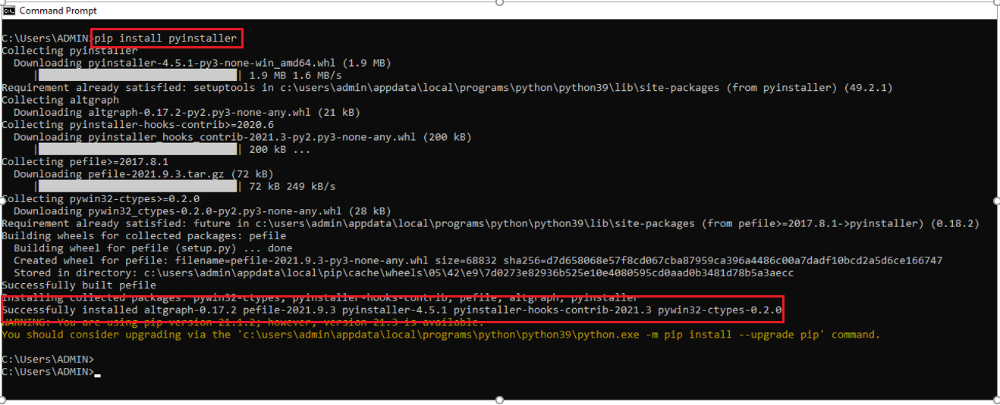 Command Prompt
C:\Users\ADMIN>pip install pyinstaller
Collecting pyinstaller
  Downloading pyinstaller-4.5.1-py3-none-win_amd64.whl (1.9 MB)
     |████████████████████████████████| 1.9 MB 1.6 MB/s
Requirement already satisfied: setuptools in c:\users\admin\appdata\local\programs\python\python39\lib\site-packages (from pyinstaller) (49.2.1)
Collecting altgraph
  Downloading altgraph-0.17.2-py2.py3-none-any.whl (21 kB)
Collecting pyinstaller-hooks-contrib>=2020.6
  Downloading pyinstaller_hooks_contrib-2021.3-py2.py3-none-any.whl (200 kB)
     |████████████████████████████████| 200 kB ...
Collecting pefile>=2017.8.1
  Downloading pefile-2021.9.3.tar.gz (72 kB)
     |████████████████████████████████| 72 kB 249 kB/s
Collecting pywin32-ctypes>=0.2.0
  Downloading pywin32_ctypes-0.2.0-py2.py3-none-any.whl (28 kB)
Requirement already satisfied: future in c:\users\admin\appdata\local\programs\python\python39\lib\site-packages (from pefile>=2017.8.1->pyinstaller) (0.18.2)
Building wheels for collected packages: pefile
  Building wheel for pefile (setup.py) ... done
  Created wheel for pefile: filename=pefile-2021.9.3-py3-none-any.whl size=68832 sha256=d7d658068e57f8cd067cba87959ca396a4486c00a7dadf10bcd2a5d6ce166747
  Stored in directory: c:\users\admin\appdata\local\pip\cache\wheels\05\42\e9\7d0273e82936b525e10e4080595cd0aad0b3481d78b5a3aecc
Successfully built pefile
Installing collected packages: pywin32-ctypes, pyinstaller-hooks-contrib, pefile, altgraph, pyinstaller
Successfully installed altgraph-0.17.2 pefile-2021.9.3 pyinstaller-4.5.1 pyinstaller-hooks-contrib-2021.3 pywin32-ctypes-0.2.0
WARNING: You are using pip version 21.1.2; however, version 21.3 is available.
You should consider upgrading via the 'c:\users\admin\appdata\local\programs\python\python39\python.exe -m pip install --upgrade pip' command.
C:\Users\ADMIN>
C:\Users\ADMIN>_